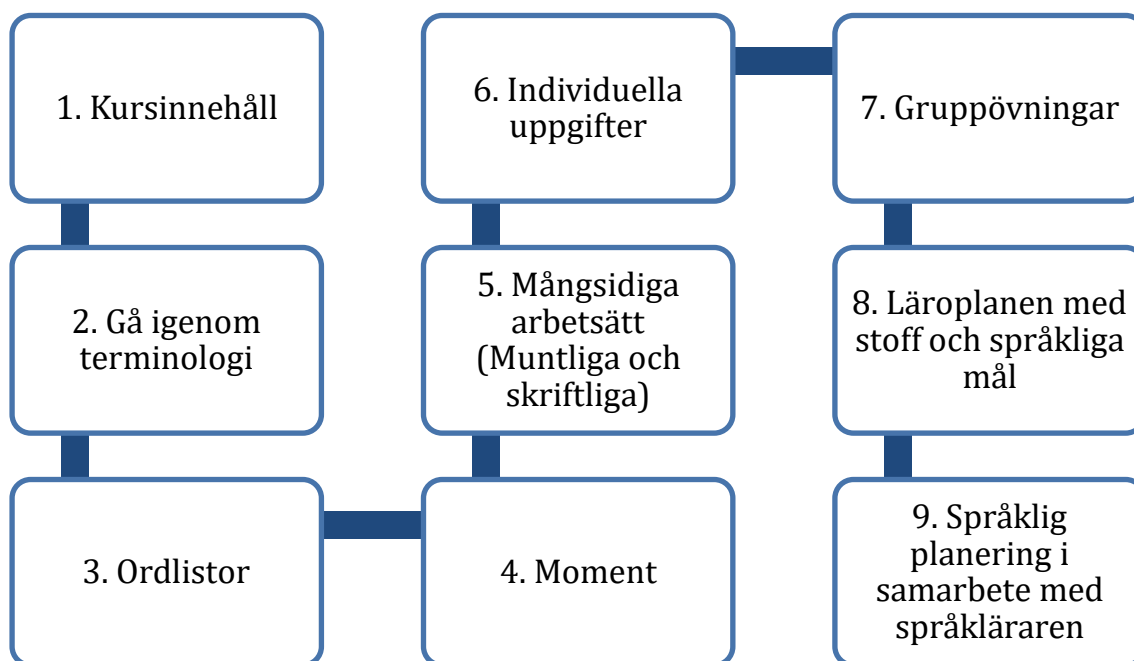 1. Kursinnehåll
2. Gå igenom
terminologi
3. Ordlistor
4. Moment
5. Mångsidiga
arbetsätt
(Muntliga och
skriftliga)
6. Individuella
uppgifter
7. Gruppövningar
8. Läroplanen med
stoff och språkliga
mål
9. Språklig
planering i
samarbete med
språkläraren